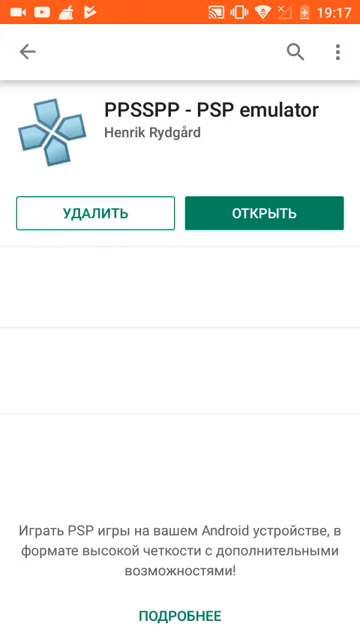 19:17
PPSSPP - PSP emulator
Henrik Rydgård
УДАЛИТЬ
ОТКРЫТЬ
Играть PSP игры на вашем Android устройстве, в
формате высокой четкости с дополнительными
возможностями!
ПОДРОБНЕЕ